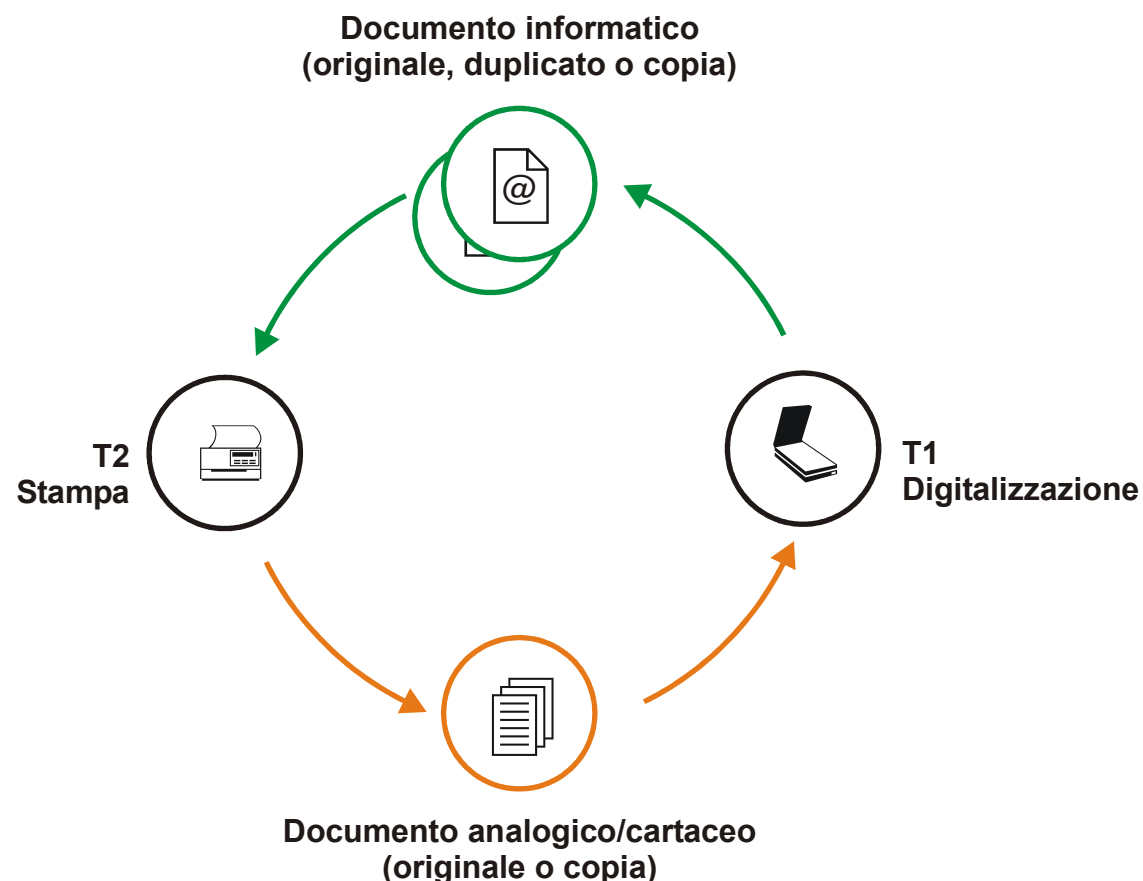 Documento informatico
(originale, duplicato o copia)
@
T2
Stampa
T1
Digitalizzazione
Documento analogico/cartaceo
(originale o copia)